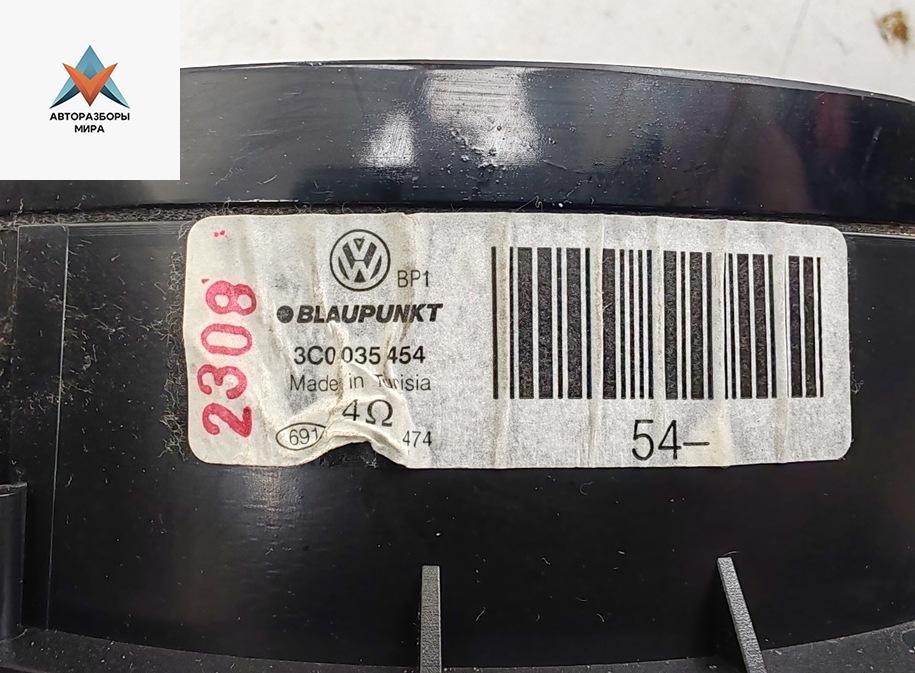 АВТОРАЗБОРЫ
МИРА
2308
BP1
BLAUPUNKT
3C0 035 454
Made in Tunisia
4Ω
691
474
54-